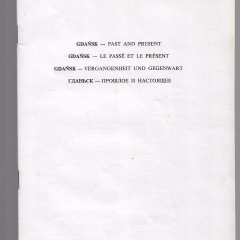 GDAŃSK — PAST AND PRESENT
GDAŃSK — LE PASSÉ ET LE PRÉSENT
GDAŃSK — VERGANGENHEIT UND GEGENWART
ГДАНЬСК — ПРОШЛОЕ И НАСТОЯЩЕЕ